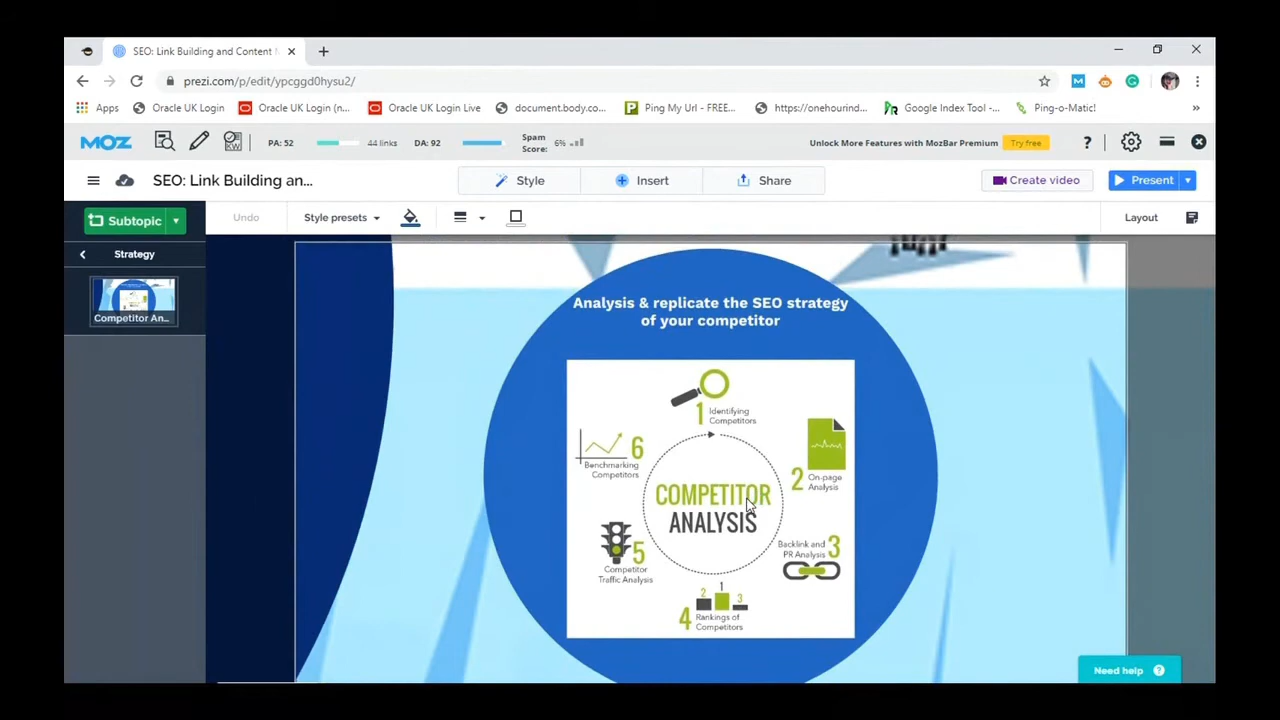 SEO: Link Building and Content
prezi.com/p/edit/ypcggd0hysu2/
Apps
Oracle UK Login
Oracle UK Login (n...
Oracle UK Login Live
document.body.co...
Ping My Url - FREE...
https://onehourind...
Google Index Tool -...
Ping-o-Matic!
MOZ
PA: 52
44 links
DA: 92
Spam
Score:
6%
Unlock More Features with MozBar Premium
Try free
SEO: Link Building an...
Style
Insert
Share
Create video
Present
Subtopic
Undo
Style presets
Layout
Strategy
Competitor An...
Analysis & replicate the SEO strategy
of your competitor
1 Identifying
Competitors
2 On-page
Analysis
Backlink and
PR Analysis 3
1
2 3
4 Rankings of
Competitors
5
Competitor
Traffic Analysis
6
Benchmarking
Competitors
COMPETITOR
ANALYSIS
Need help ?